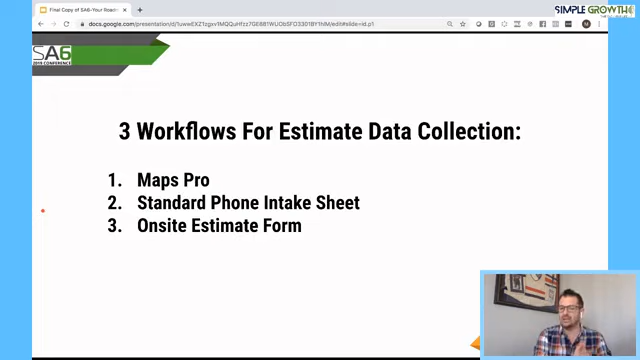 Final Copy of SA6-Your Roadm
SIMPLE GROWTH
docs.google.com/presentation/d/1uwwEXZ1zgxv1MQQuHfzz7GE881WUObSFD3301BY1hlM/edit#slide=id.p1
SA6
2019 CONFERENCE
3 Workflows For Estimate Data Collection:
1. Maps Pro
2. Standard Phone Intake Sheet
3. Onsite Estimate Form